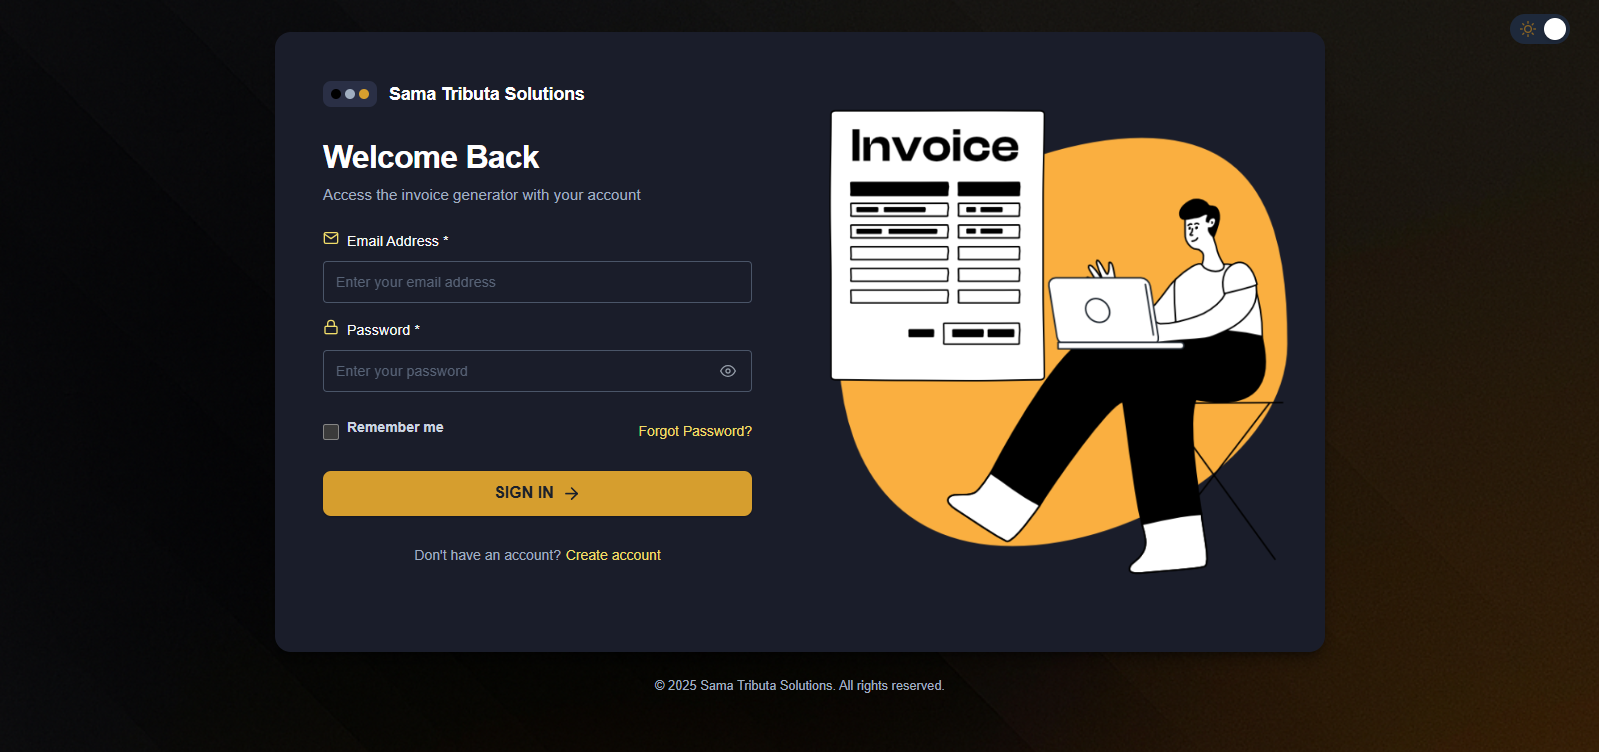 Sama Tributa Solutions
Welcome Back
Access the invoice generator with your account
Email Address *
Enter your email address
Password *
Enter your password
Remember me
Forgot Password?
SIGN IN
Don't have an account? Create account
Invoice
© 2025 Sama Tributa Solutions. All rights reserved.